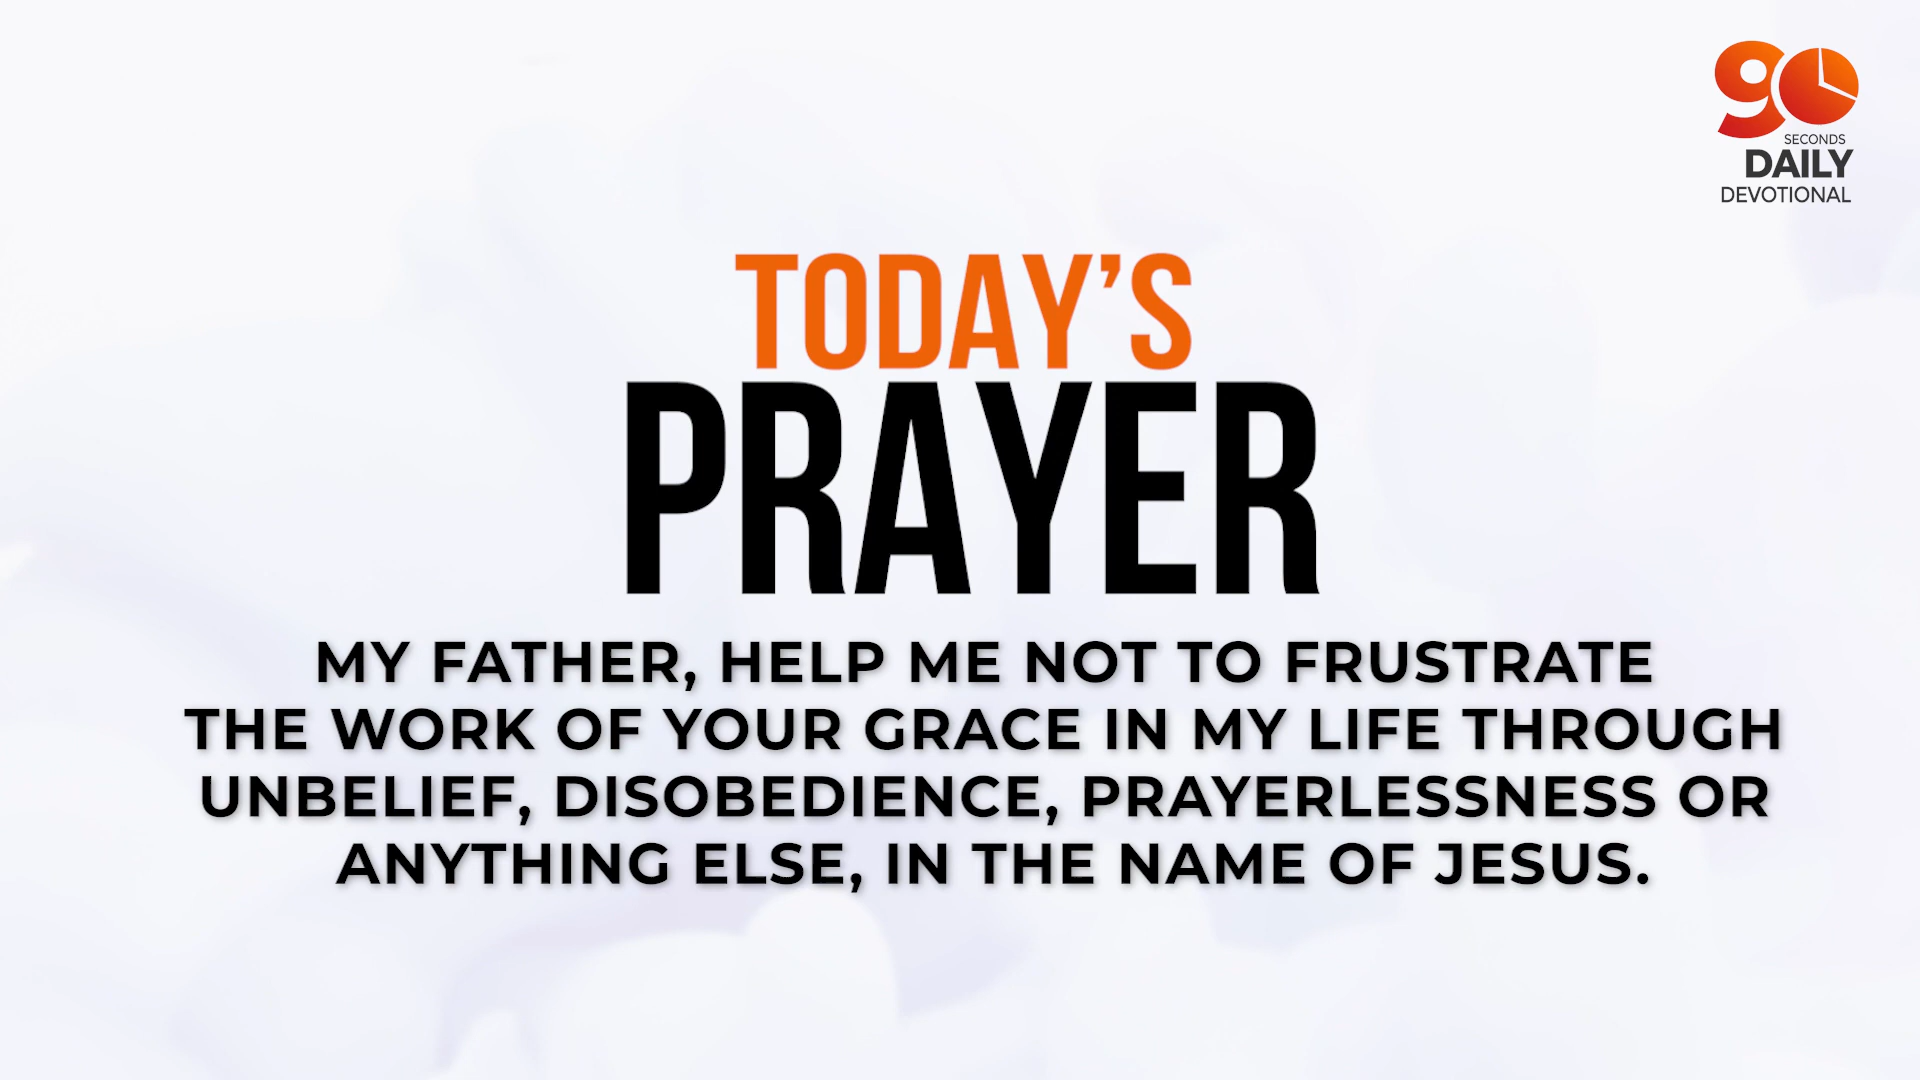 90
SECONDS
DAILY
DEVOTIONAL
TODAY’S
PRAYER
MY FATHER, HELP ME NOT TO FRUSTRATE
THE WORK OF YOUR GRACE IN MY LIFE THROUGH
UNBELIEF, DISOBEDIENCE, PRAYERLESSNESS OR
ANYTHING ELSE, IN THE NAME OF JESUS.